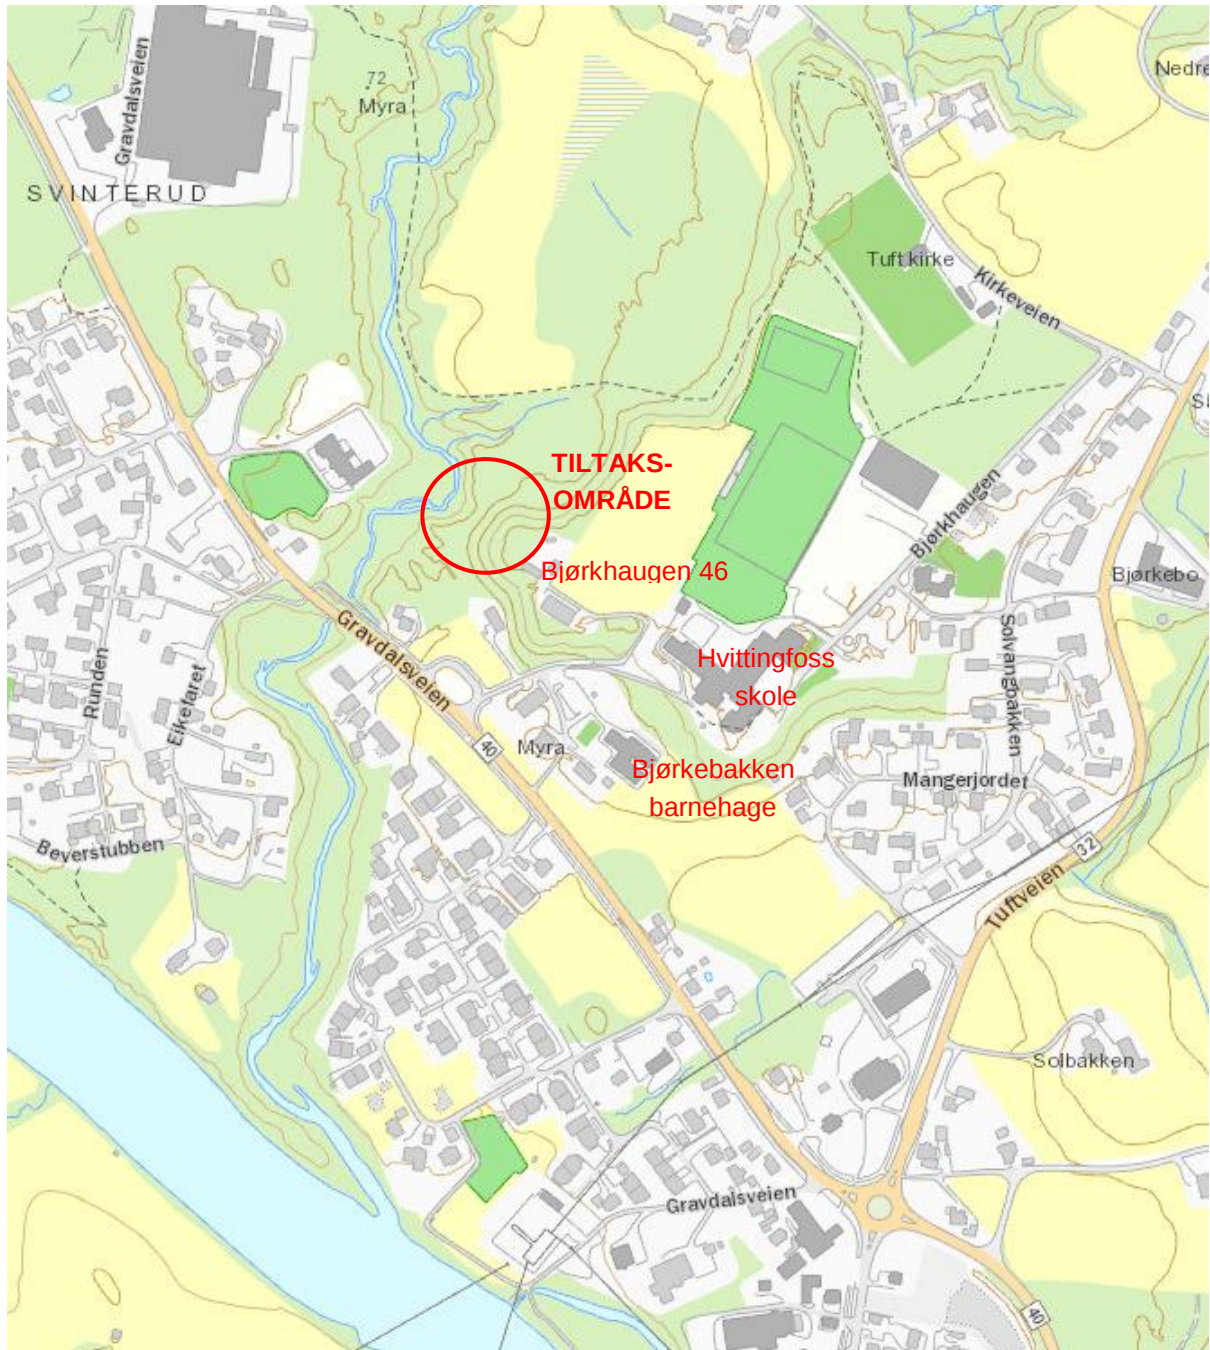 Gravdalsveien
72
Myra
Nedre
SVINTERUD
Tuft kirke
Kirkeveien
TILTAKS-
OMRÅDE
Bjørkhaugen
Bjørkhaugen 46
Bjørkebo
Gravdalsveien
Hvittingfoss
skole
Solvangbakken
Runden
Eikefaret
40
Myra
Bjørkebakken
barnehage
Mangerjordet
Beverstubben
32
Tuftveien
Solbakken
Gravdalsveien
40